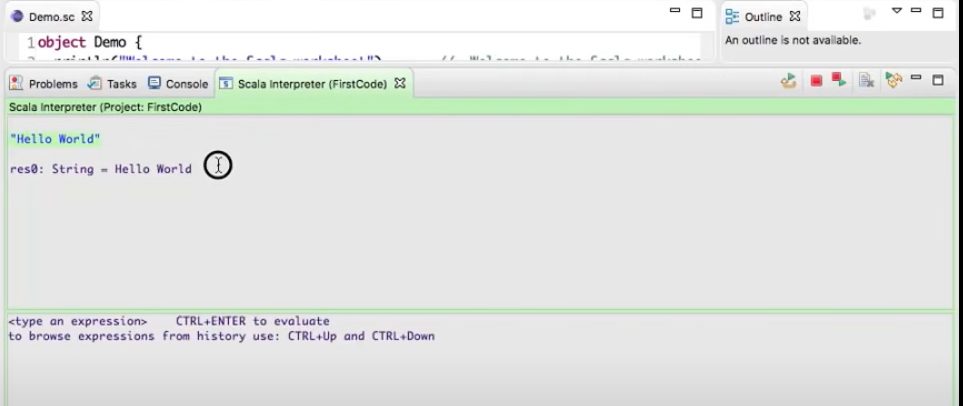 Demo.sc
Outline
1 object Demo {
An outline is not available.
Problems Tasks Console Scala Interpreter (FirstCode)
Scala Interpreter (Project: FirstCode)
"Hello World"
res0: String = Hello World
<type an expression> CTRL+ENTER to evaluate
to browse expressions from history use: CTRL+Up and CTRL+Down